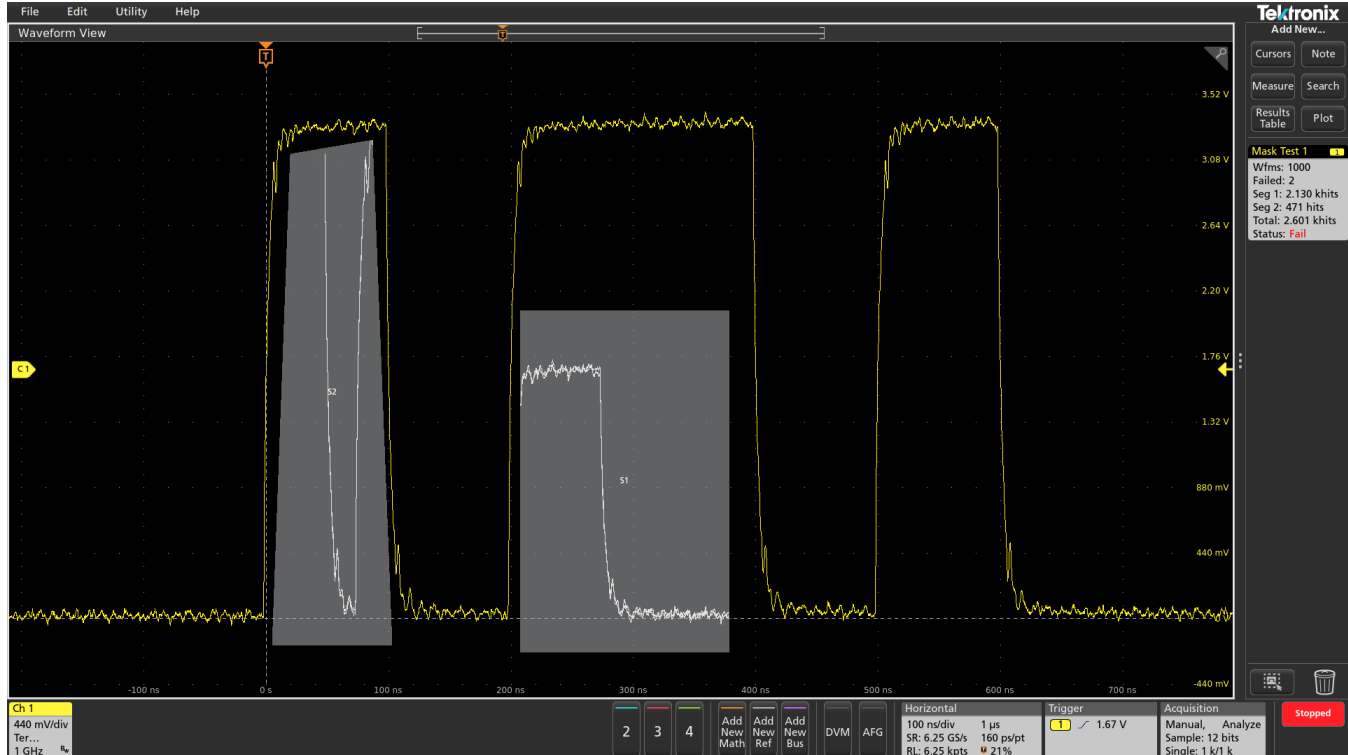 File Edit Utility Help
Tektronix
Waveform View
T
Add New...
T
Cursors Note
Measure Search
Results Table Plot
3.52 V
3.08 V
2.64 V
2.20 V
1.76 V
1.32 V
880 mV
440 mV
0 V
-440 mV
C 1
S2
S1
-100 ns 0 s 100 ns 200 ns 300 ns 400 ns 500 ns 600 ns 700 ns
Mask Test 1 1
Wfms: 1000
Failed: 2
Seg 1: 2.130 khits
Seg 2: 471 hits
Total: 2.601 khits
Status: Fail
Ch 1
440 mV/div
Ter...
1 GHz Bw
2 3 4
Add New Math
Add New Ref
Add New Bus
DVM AFG
Horizontal
100 ns/div 1 µs
SR: 6.25 GS/s 160 ps/pt
RL: 6.25 kpts 21%
Trigger
1 1.67 V
Acquisition
Manual, Analyze
Sample: 12 bits
Single: 1/1 k
Stopped